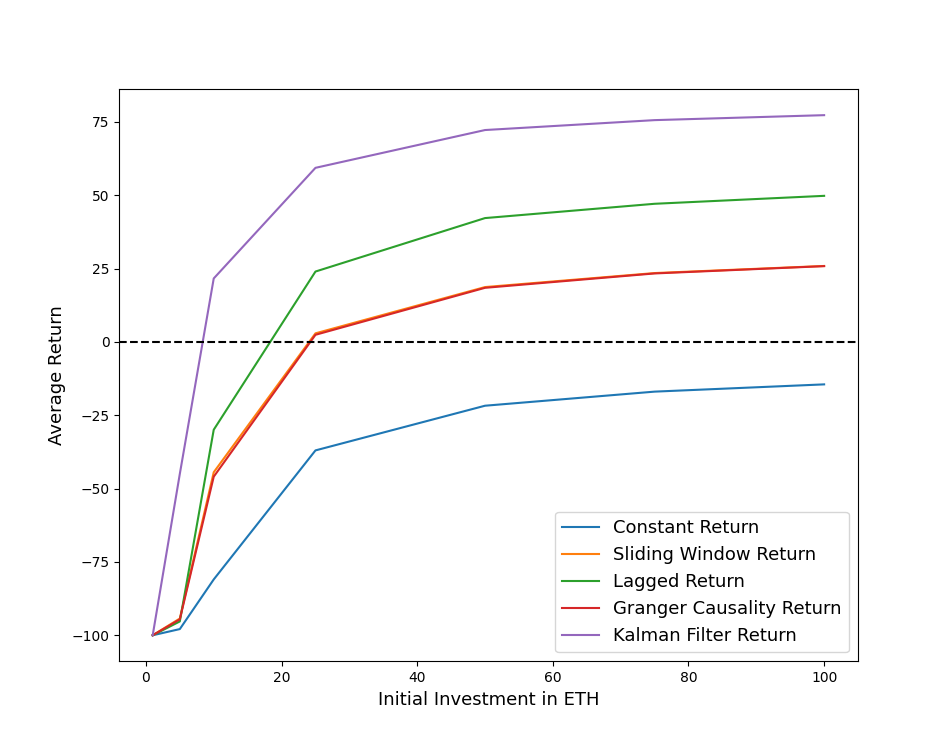 75
50
25
0
−25
−50
−75
−100
Average Return
0
20
40
60
80
100
Initial Investment in ETH
Constant Return
Sliding Window Return
Lagged Return
Granger Causality Return
Kalman Filter Return